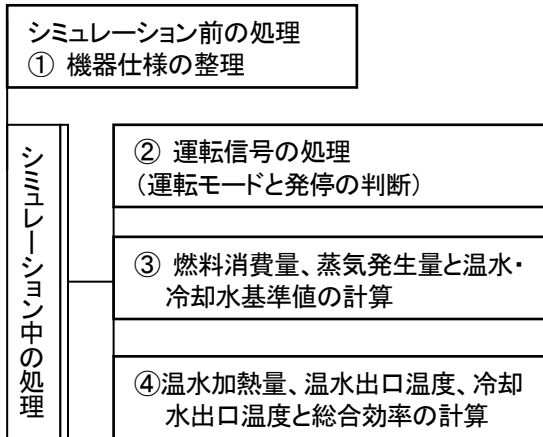 シミュレーション前の処理
① 機器仕様の整理
シミュレーション中の処理
② 運転信号の処理
(運転モードと発停の判断)
③ 燃料消費量、蒸気発生量と温水・
冷却水基準値の計算
④温水加熱量、温水出口温度、冷却
水出口温度と総合効率の計算